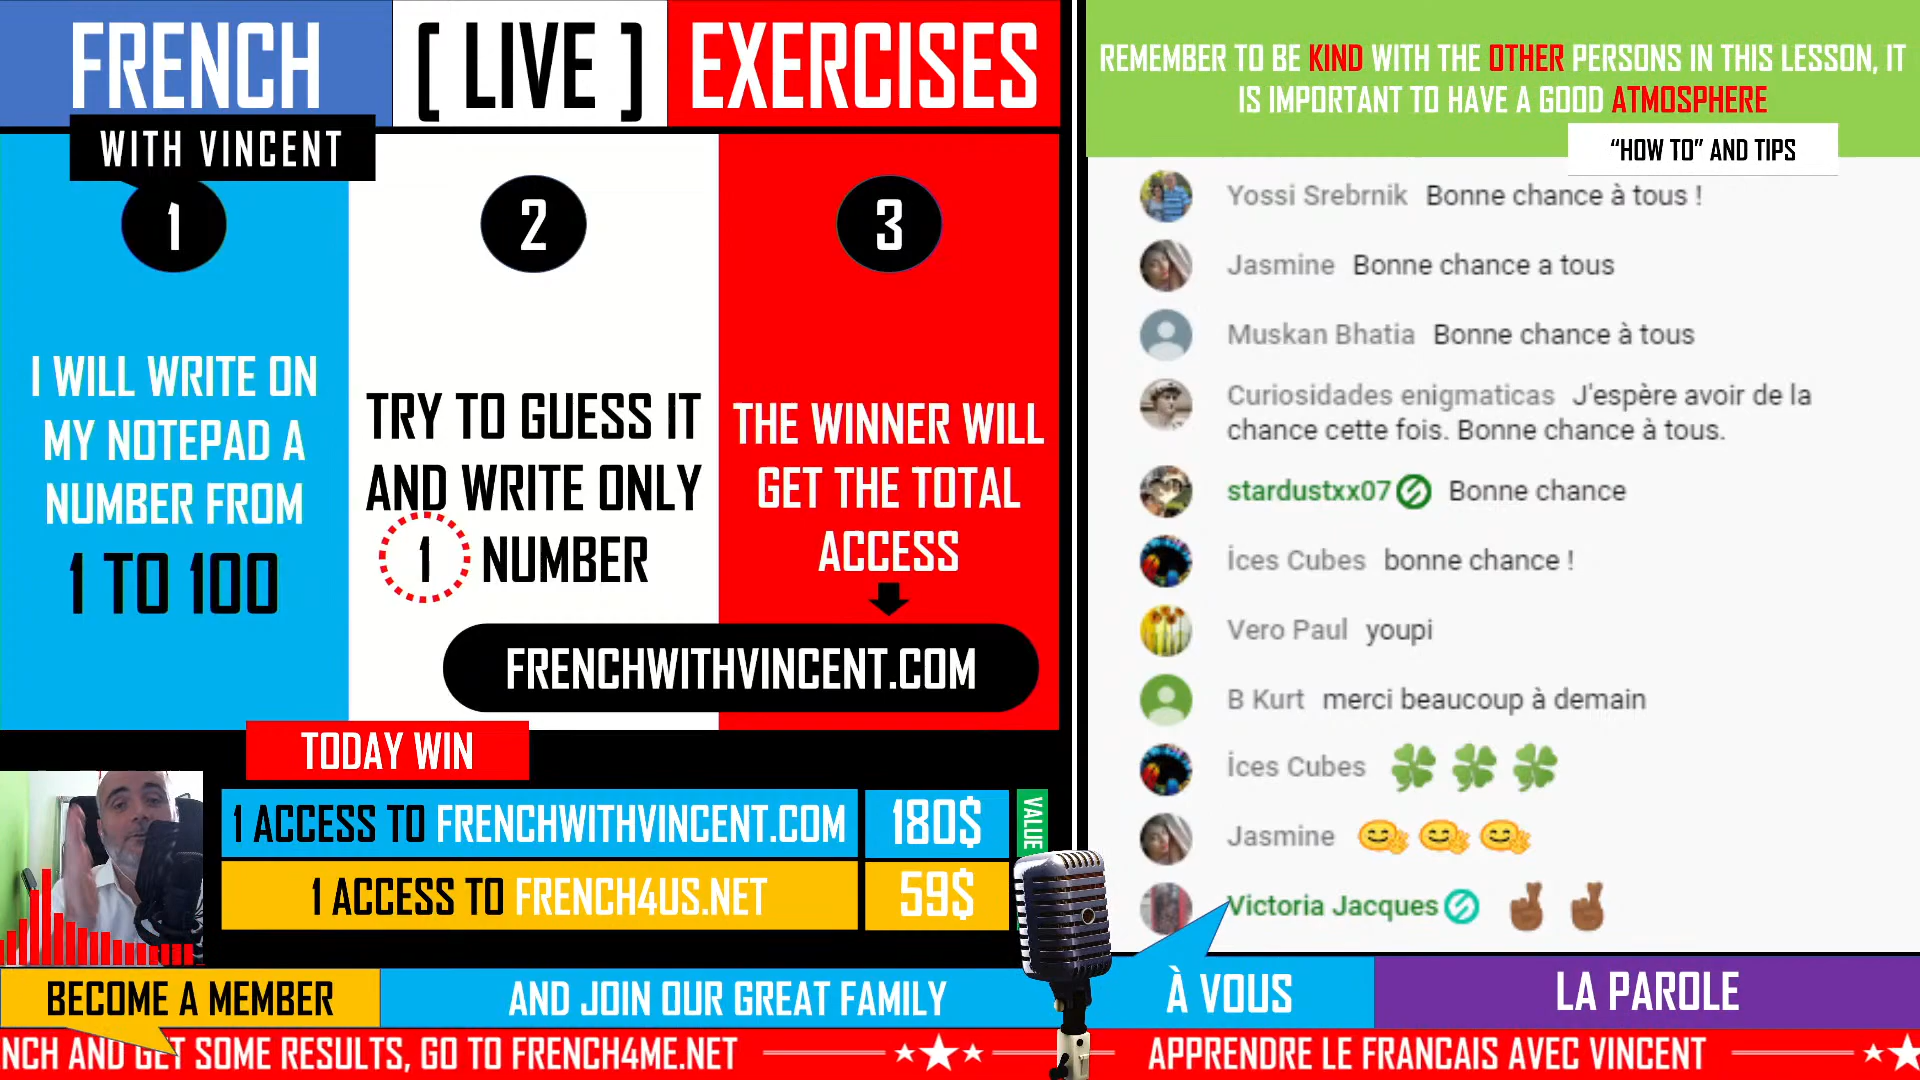 FRENCH
[ LIVE ]
EXERCISES
WITH VINCENT
1
I WILL WRITE ON
MY NOTEPAD A
NUMBER FROM
1 TO 100
2
TRY TO GUESS IT
AND WRITE ONLY
1 NUMBER
3
THE WINNER WILL
GET THE TOTAL
ACCESS
FRENCHWITHVINCENT.COM
TODAY WIN
1 ACCESS TO FRENCHWITHVINCENT.COM 180$
1 ACCESS TO FRENCH4US.NET 59$
VALUE
BECOME A MEMBER
AND JOIN OUR GREAT FAMILY
REMEMBER TO BE KIND WITH THE OTHER PERSONS IN THIS LESSON, IT
IS IMPORTANT TO HAVE A GOOD ATMOSPHERE
“HOW TO” AND TIPS
Yossi Srebrnik Bonne chance à tous !
Jasmine Bonne chance a tous
Muskan Bhatia Bonne chance à tous
Curiosidades enigmaticas J'espère avoir de la
chance cette fois. Bonne chance à tous.
stardustxx07 Bonne chance
İces Cubes bonne chance !
Vero Paul youpi
B Kurt merci beaucoup à demain
İces Cubes ☘☘☘
Jasmine
Victoria Jacques
À VOUS
LA PAROLE
NCH AND GET SOME RESULTS, GO TO FRENCH4ME.NET
APPRENDRE LE FRANCAIS AVEC VINCENT